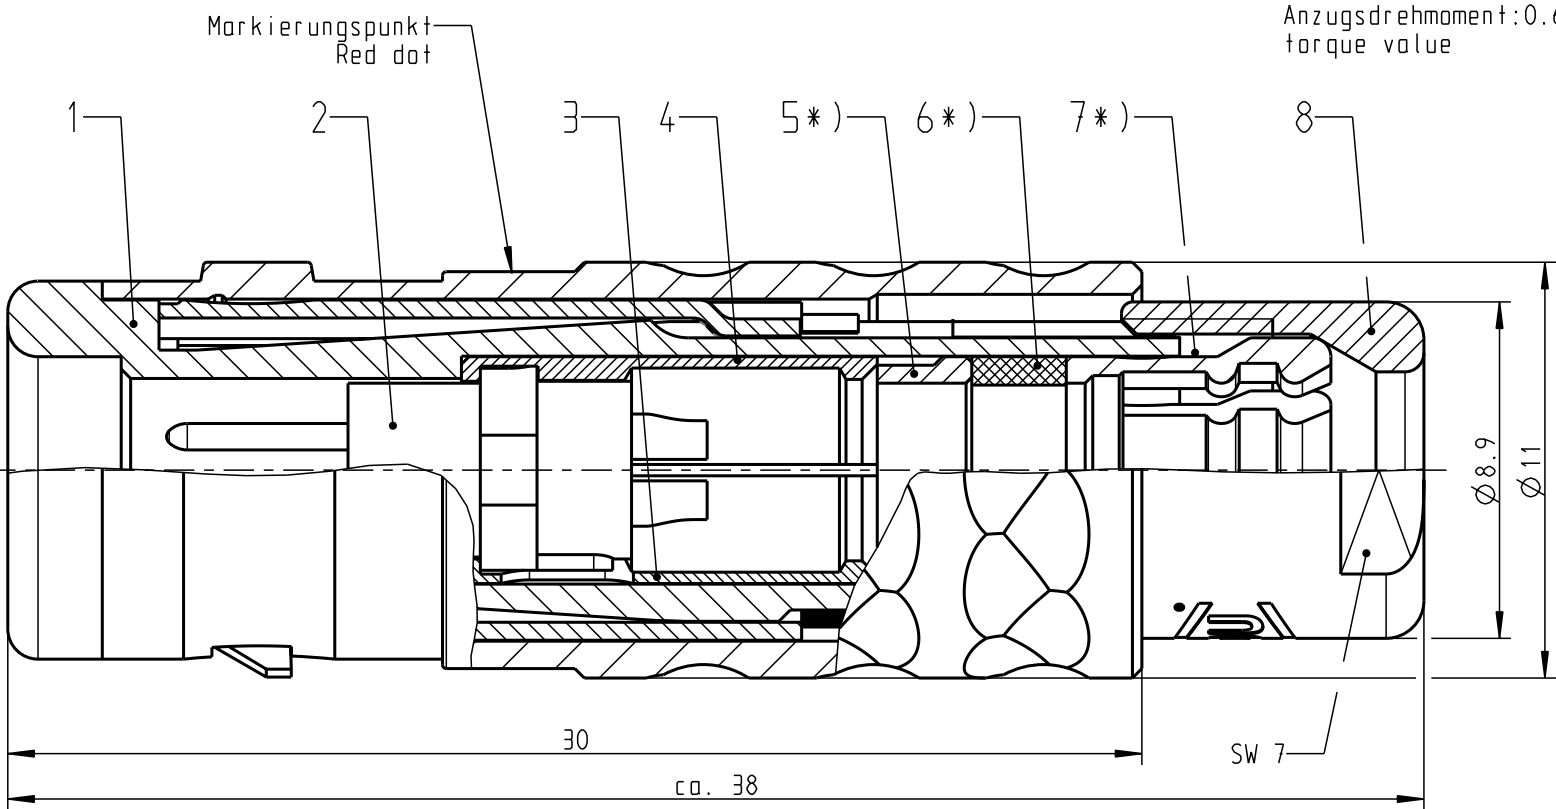 Markierungspunkt
Red dot
Anzugsdrehmoment:0.
torque value
1
2
3
4
5*)
6*)
7*)
8
Ø8.9
Ø11
30
SW 7
ca. 38